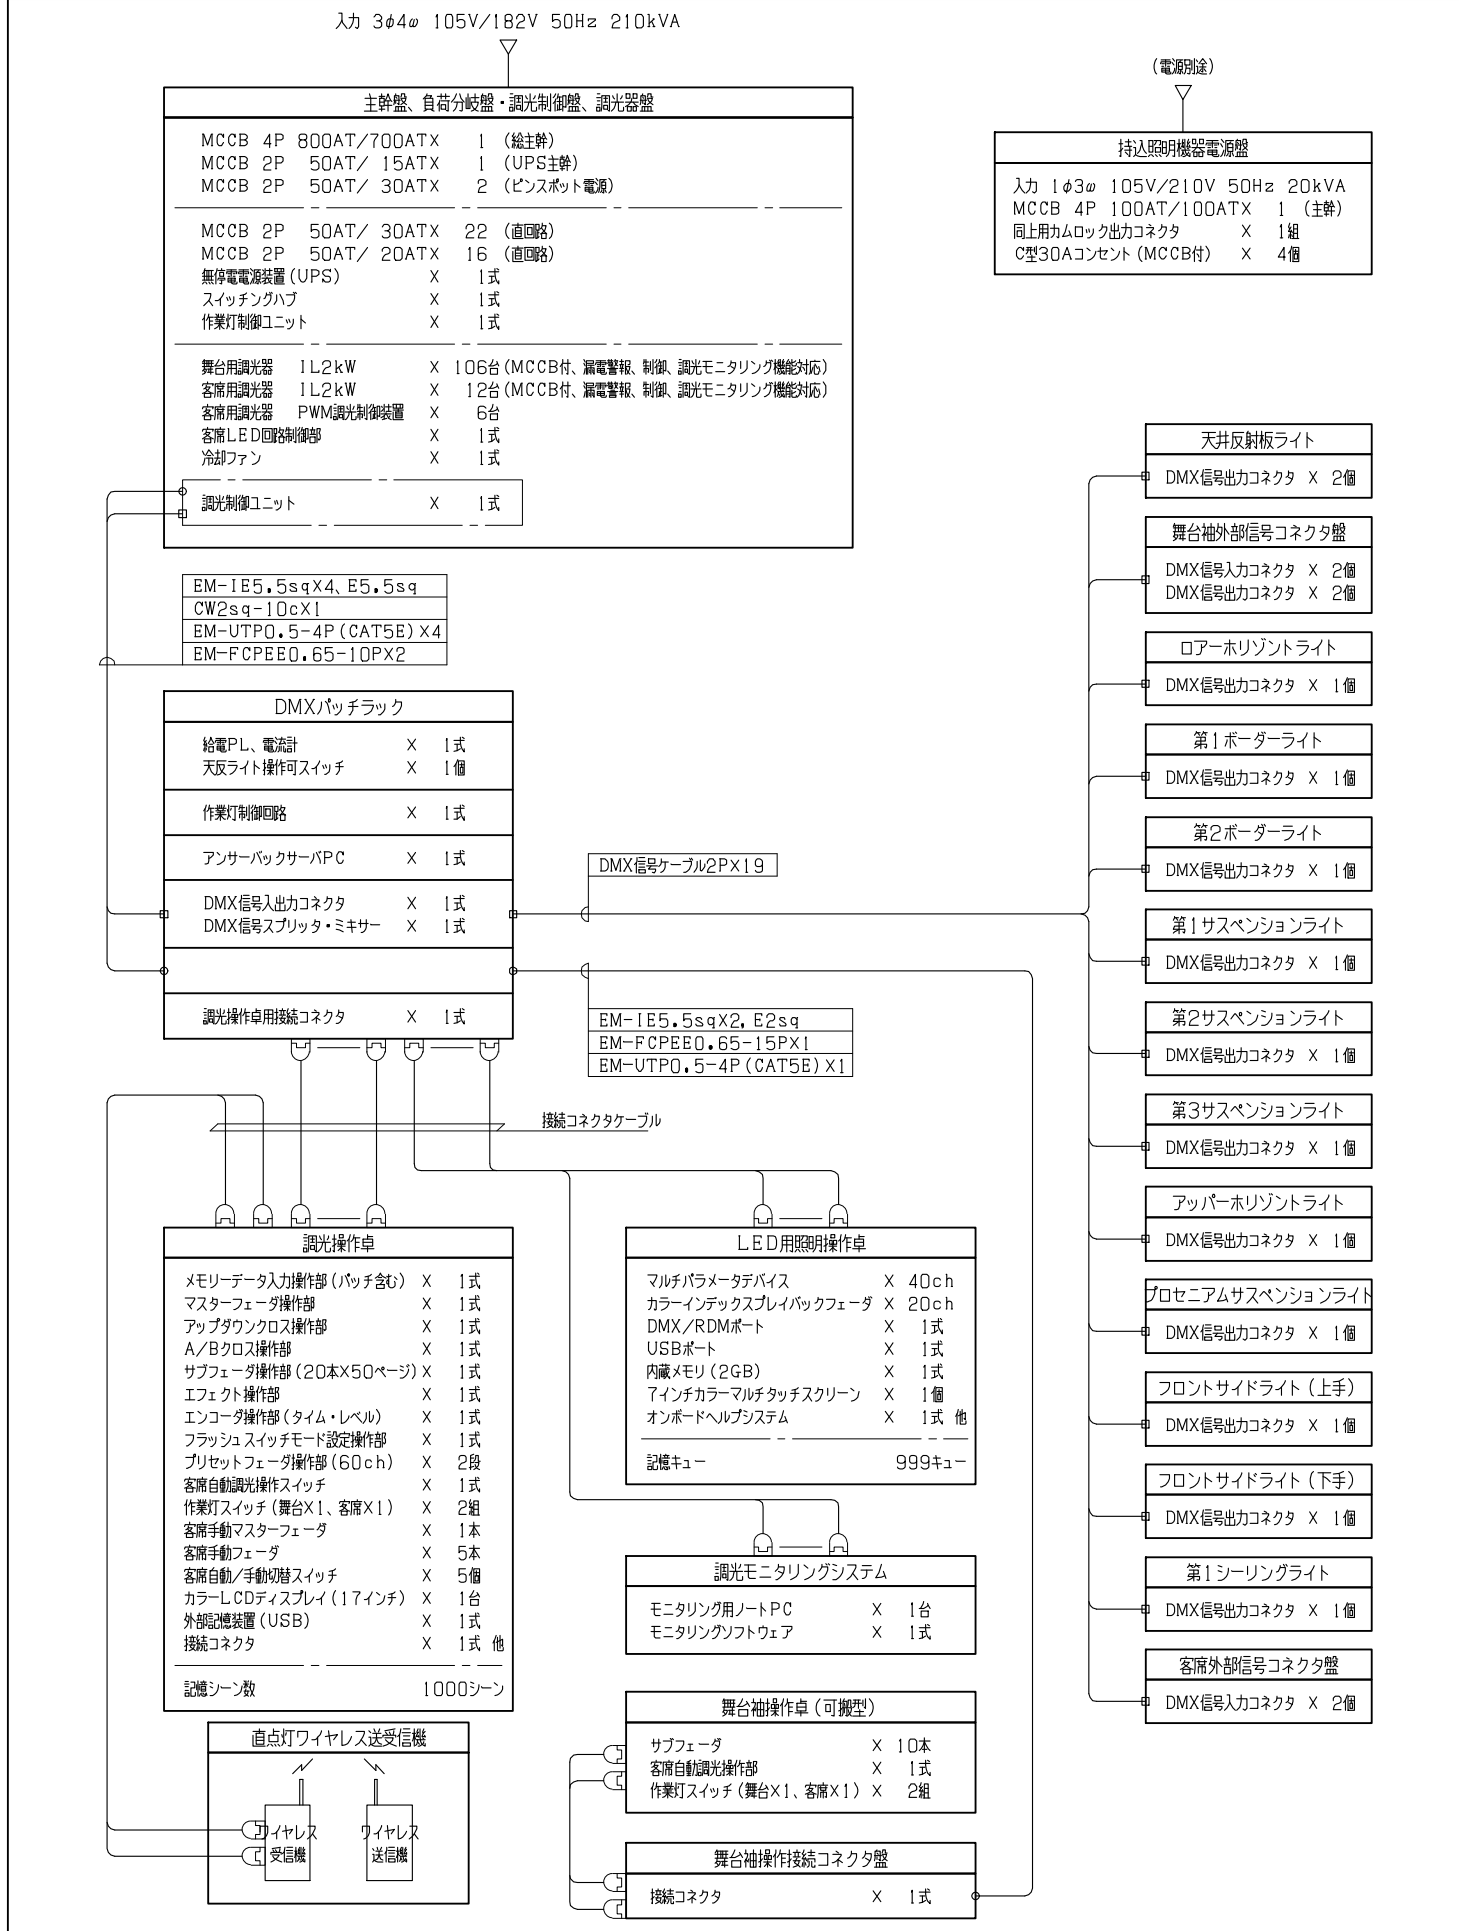 入力 3φ4ω 105V/182V 50Hz 210kVA
主幹盤、負荷分岐盤・調光制御盤、調光器盤
MCCB 4P 800AT/700ATX 1 (総主幹)
MCCB 2P 50AT/ 15ATX 1 (UPS主幹)
MCCB 2P 50AT/ 30ATX 2 (ピンスポット電源)
MCCB 2P 50AT/ 30ATX 22 (直回路)
MCCB 2P 50AT/ 20ATX 16 (直回路)
無停電電源装置(UPS) X 1式
スイッチングハブ X 1式
作業灯制御ユニット X 1式
舞台用調光器 1L2kW X 106台(MCCB付、漏電警報、制御、調光モニタリング機能対応)
客席用調光器 1L2kW X 12台(MCCB付、漏電警報、制御、調光モニタリング機能対応)
客席用調光器 PWM調光制御装置 X 6台
客席LED回路制御部 X 1式
冷却ファン X 1式
調光制御ユニット X 1式
(電源別途)
持込照明機器電源盤
入力 1φ3ω 105V/210V 50Hz 20kVA
MCCB 4P 100AT/100ATX 1 (主幹)
同上用カムロック出力コネクタ X 1組
C型30Aコンセント(MCCB付) X 4個
EM-IE5.5sqX4、E5.5sq
CW2sq-10cX1
EM-UTP0.5-4P(CAT5E)X4
EM-FCPEE0.65-10PX2
DMXパッチラック
給電PL、電流計 X 1式
天反ライト操作可スイッチ X 1個
作業灯制御回路 X 1式
アンサーバックサーバPC X 1式
DMX信号入出力コネクタ X 1式
DMX信号スプリッタ・ミキサー X 1式
調光操作卓用接続コネクタ X 1式
DMX信号ケーブル2PX19
EM-IE5.5sqX2, E2sq
EM-FCPEE0.65-15PX1
EM-UTP0.5-4P(CAT5E)X1
接続コネクタケーブル
調光操作卓
メモリーデータ入力操作部(パッチ含む) X 1式
マスターフェーダ操作部 X 1式
アップダウンクロス操作部 X 1式
A/Bクロス操作部 X 1式
サブフェーダ操作部(20本X50ページ) X 1式
エフェクト操作部 X 1式
エンコーダ操作部(タイム・レベル) X 1式
フラッシュスイッチモード設定操作部 X 1式
プリセットフェーダ操作部(60ch) X 2段
客席自動調光操作スイッチ X 1式
作業灯スイッチ(舞台X1、客席X1) X 2組
客席手動マスターフェーダ X 1本
客席手動フェーダ X 5本
客席自動/手動切替スイッチ X 5個
カラーLCDディスプレイ(17インチ) X 1台
外部記憶装置(USB) X 1式
接続コネクタ X 1式 他
記憶シーン数 1000シーン
直点灯ワイヤレス送受信機
ワイヤレス
受信機
ワイヤレス
送信機
LED用照明操作卓
マルチパラメータデバイス X 40ch
カラーインデックスプレイバックフェーダ X 20ch
DMX/RDMポート X 1式
USBポート X 1式
内蔵メモリ(2GB) X 1式
7インチカラーマルチタッチスクリーン X 1個
オンボードヘルプシステム X 1式 他
記憶キュー 999キュー
調光モニタリングシステム
モニタリング用ノートPC X 1台
モニタリングソフトウェア X 1式
舞台袖操作卓(可搬型)
サブフェーダ X 10本
客席自動調光操作部 X 1式
作業灯スイッチ(舞台X1、客席X1) X 2組
舞台袖操作接続コネクタ盤
接続コネクタ X 1式
天井反射板ライト
DMX信号出力コネクタ X 2個
舞台袖外部信号コネクタ盤
DMX信号入力コネクタ X 2個
DMX信号出力コネクタ X 2個
ロアーホリゾントライト
DMX信号出力コネクタ X 1個
第1ボーダーライト
DMX信号出力コネクタ X 1個
第2ボーダーライト
DMX信号出力コネクタ X 1個
第1サスペンションライト
DMX信号出力コネクタ X 1個
第2サスペンションライト
DMX信号出力コネクタ X 1個
第3サスペンションライト
DMX信号出力コネクタ X 1個
アッパーホリゾントライト
DMX信号出力コネクタ X 1個
プロセニアムサスペンションライト
DMX信号出力コネクタ X 1個
フロントサイドライト(上手)
DMX信号出力コネクタ X 1個
フロントサイドライト(下手)
DMX信号出力コネクタ X 1個
第1シーリングライト
DMX信号出力コネクタ X 1個
客席外部信号コネクタ盤
DMX信号入力コネクタ X 2個